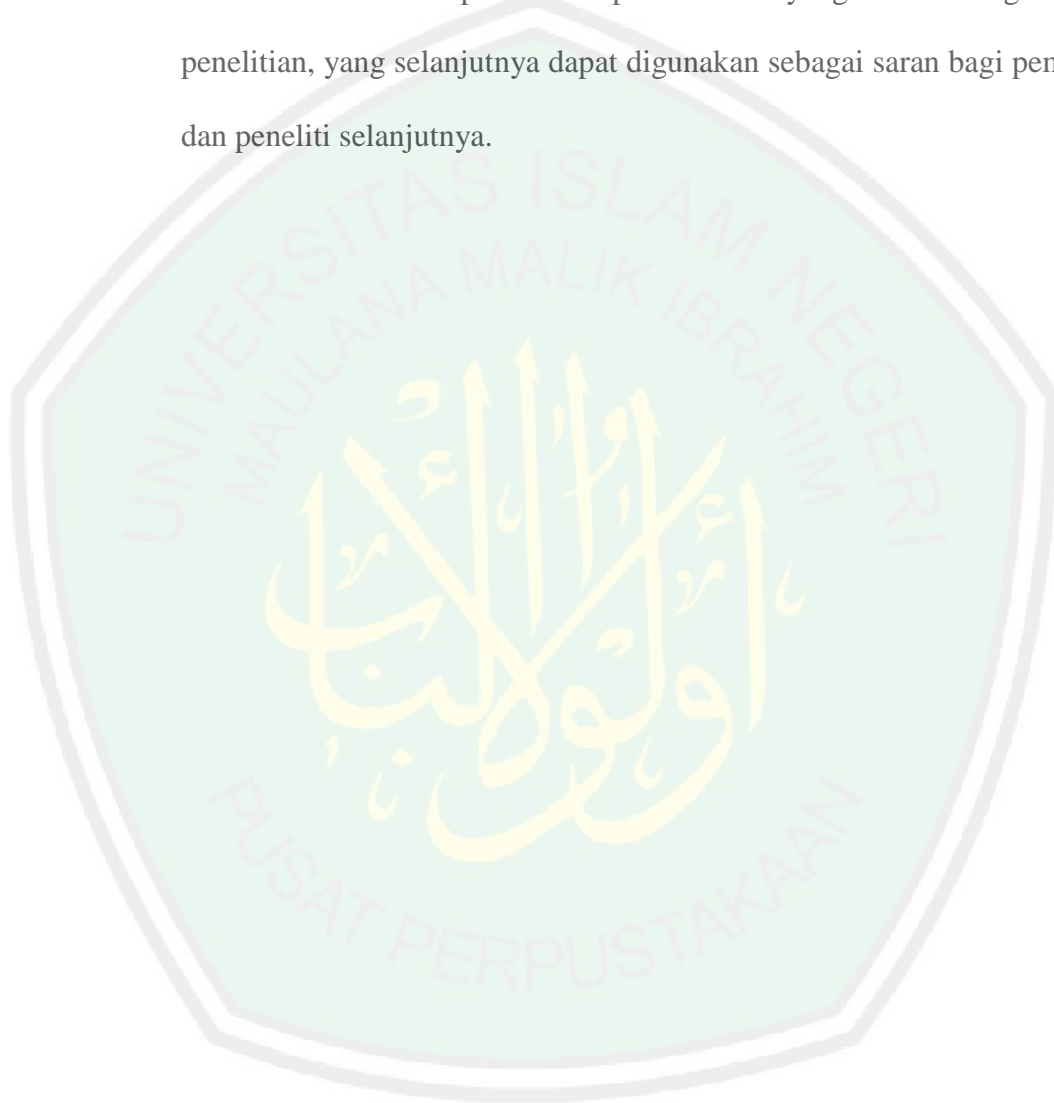 penelitian, yang selanjutnya dapat digunakan sebagai saran bagi
dan peneliti selanjutnya.
UNIVERSITAS ISLAM NEGERI
MAULANA MALIK IBRAHIM
أولوا الألباب
PUSAT PERPUSTAKAAN